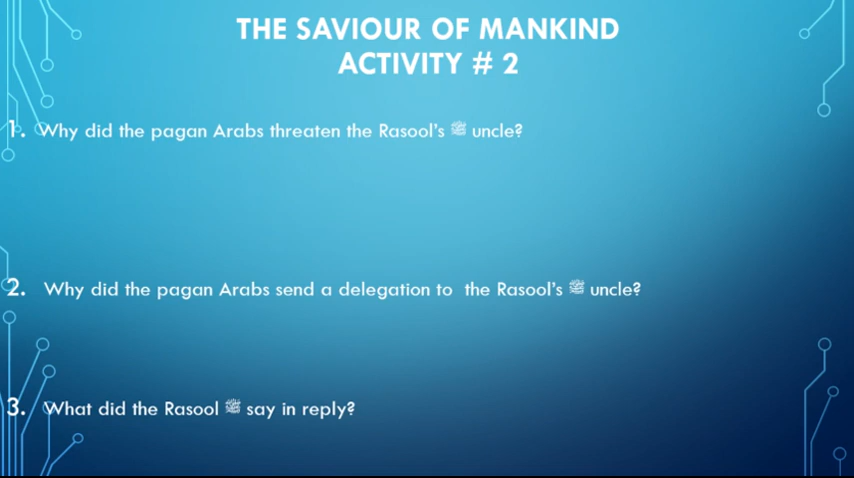 THE SAVIOUR OF MANKIND
ACTIVITY # 2
1. Why did the pagan Arabs threaten the Rasool's ﷺ uncle?
2. Why did the pagan Arabs send a delegation to the Rasool's ﷺ uncle?
3. What did the Rasool ﷺ say in reply?